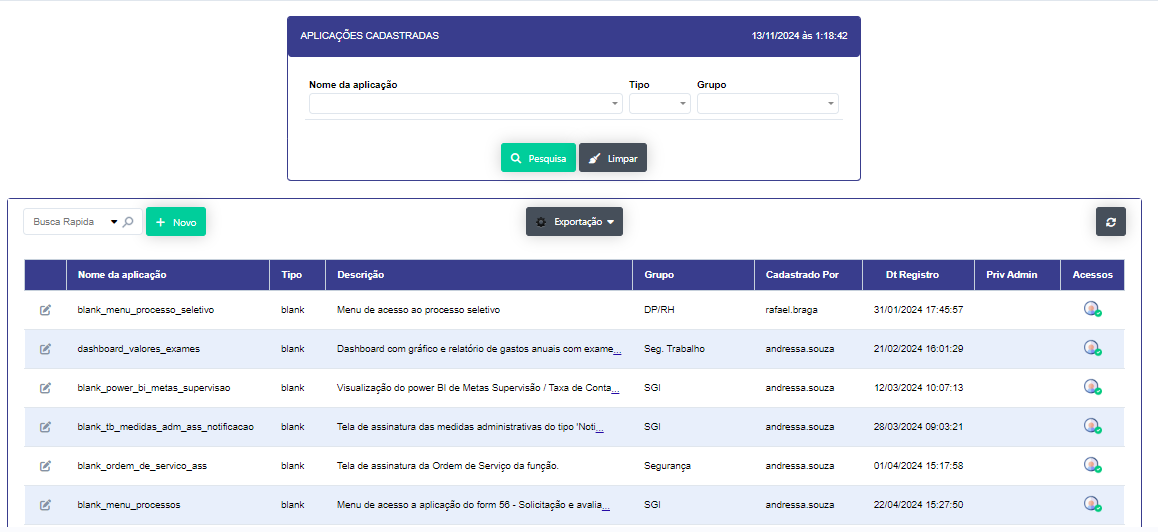 APLICAÇÕES CADASTRADAS 13/11/2024 às 1:18:42
Nome da aplicação Tipo Grupo
Pesquisa Limpar
Busca Rapida Novo Exportação
Nome da aplicação Tipo Descrição Grupo Cadastrado Por Dt Registro Priv Admin Acessos
blank_menu_processo_seletivo blank Menu de acesso ao processo seletivo DP/RH rafael.braga 31/01/2024 17:45:57
dashboard_valores_exames blank Dashboard com gráfico e relatório de gastos anuais com exame... Seg. Trabalho andressa.souza 21/02/2024 16:01:29
blank_power_bi_metas_supervisao blank Visualização do power BI de Metas Supervisão / Taxa de Conta... SGI andressa.souza 12/03/2024 10:07:13
blank_tb_medidas_adm_ass_notificacao blank Tela de assinatura das medidas administrativas do tipo 'Noti... SGI andressa.souza 28/03/2024 09:03:21
blank_ordem_de_servico_ass blank Tela de assinatura da Ordem de Serviço da função. Segurança andressa.souza 01/04/2024 15:17:58
blank_menu_processos blank Menu de acesso a aplicação do form 56 - Solicitação e avalia... SGI andressa.souza 22/04/2024 15:27:50